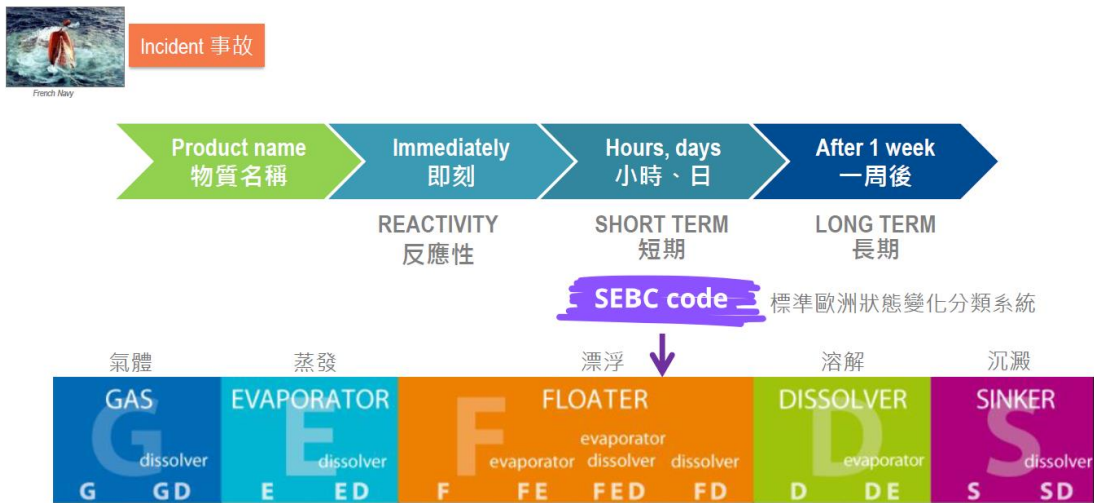 Incident 事故
French Navy
Product name
物質名稱
Immediately
即刻
Hours, days
小時、日
After 1 week
一周後
REACTIVITY
反應性
SHORT TERM
短期
LONG TERM
長期
SEBC code
標準歐洲狀態變化分類系統
氣體
蒸發
漂浮
溶解
沉澱
GAS
G
dissolver
G GD
EVAPORATOR
E
dissolver
E ED
FLOATER
F
evaporator
evaporator dissolver dissolver
F FE FED FD
DISSOLVER
D
evaporator
D DE
SINKER
S
dissolver
S SD